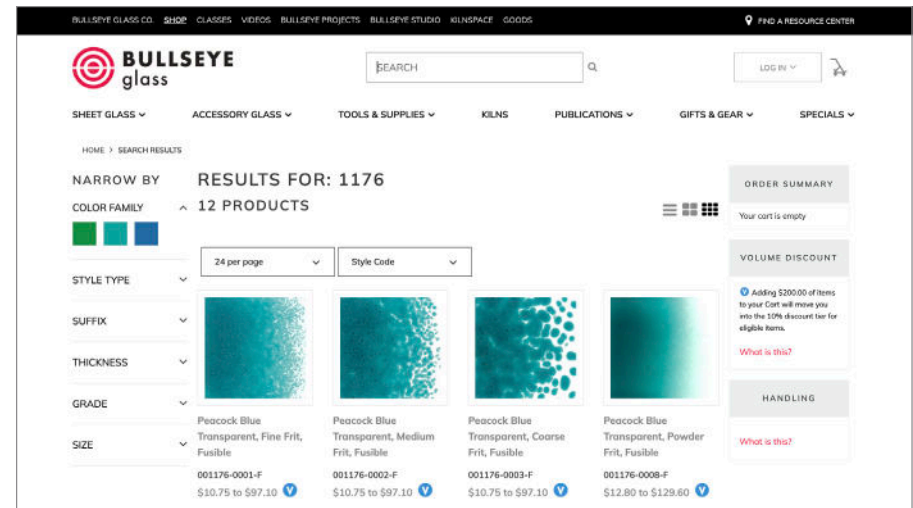 BULLSEYE GLASS CO. SHOP CLASSES VIDEOS BULLSEYE PROJECTS BULLSEYE STUDIO KILNSPACE GOODS
FIND A RESOURCE CENTER
BULLSEYE
glass
SEARCH
LOG IN
SHEET GLASS
ACCESSORY GLASS
TOOLS & SUPPLIES
KILNS
PUBLICATIONS
GIFTS & GEAR
SPECIALS
HOME > SEARCH RESULTS
NARROW BY
COLOR FAMILY
STYLE TYPE
SUFFIX
THICKNESS
GRADE
SIZE
RESULTS FOR: 1176
12 PRODUCTS
24 per page
Style Code
Peacock Blue
Transparent, Fine Frit,
Fusible
001176-0001-F
$10.75 to $97.10 V
Peacock Blue
Transparent, Medium
Frit, Fusible
001176-0002-F
$10.75 to $97.10 V
Peacock Blue
Transparent, Coarse
Frit, Fusible
001176-0003-F
$10.75 to $97.10 V
Peacock Blue
Transparent, Powder
Frit, Fusible
001176-0008-F
$12.80 to $129.60 V
ORDER SUMMARY
Your cart is empty
VOLUME DISCOUNT
V Adding $200.00 of items
to your Cart will move you
into the 10% discount tier for
eligible items.
What is this?
HANDLING
What is this?